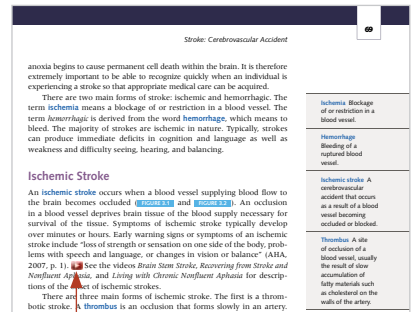 69
Stroke: Cerebrovascular Accident
anoxia begins to cause permanent cell death within the brain. It is therefore
extremely important to be able to recognize quickly when an individual is
experiencing a stroke so that appropriate medical care can be acquired.
There are two main forms of stroke: ischemic and hemorrhagic. The
term ischemia means a blockage of or restriction in a blood vessel. The
term hemorrhagic is derived from the word hemorrhage, which means to
bleed. The majority of strokes are ischemic in nature. Typically, strokes
can produce immediate deficits in cognition and language as well as
weakness and difficulty seeing, hearing, and balancing.
Ischemic Stroke
An ischemic stroke occurs when a blood vessel supplying blood flow to
the brain becomes occluded ( FIGURE 3.1 and FIGURE 3.2 ). An occlusion
in a blood vessel deprives brain tissue of the blood supply necessary for
survival of the tissue. Symptoms of ischemic stroke typically develop
over minutes or hours. Early warning signs or symptoms of an ischemic
stroke include “loss of strength or sensation on one side of the body, prob-
lems with speech and language, or changes in vision or balance” (AHA,
2007, p. 1). See the videos Brain Stem Stroke, Recovering from Stroke and
Nonfluent Aphasia, and Living with Chronic Nonfluent Aphasia for descrip-
tions of the of ischemic strokes.
There are three main forms of ischemic stroke. The first is a throm-
botic stroke. A thrombus is an occlusion that forms slowly in an artery.
Ischemia Blockage
of or restriction in a
blood vessel.
Hemorrhage
Bleeding of a
ruptured blood
vessel.
Ischemic stroke A
cerebrovascular
accident that occurs
as a result of a blood
vessel becoming
occluded or blocked.
Thrombus A site
of occlusion of a
blood vessel, usually
the result of slow
accumulation of
fatty materials such
as cholesterol on the
walls of the artery.